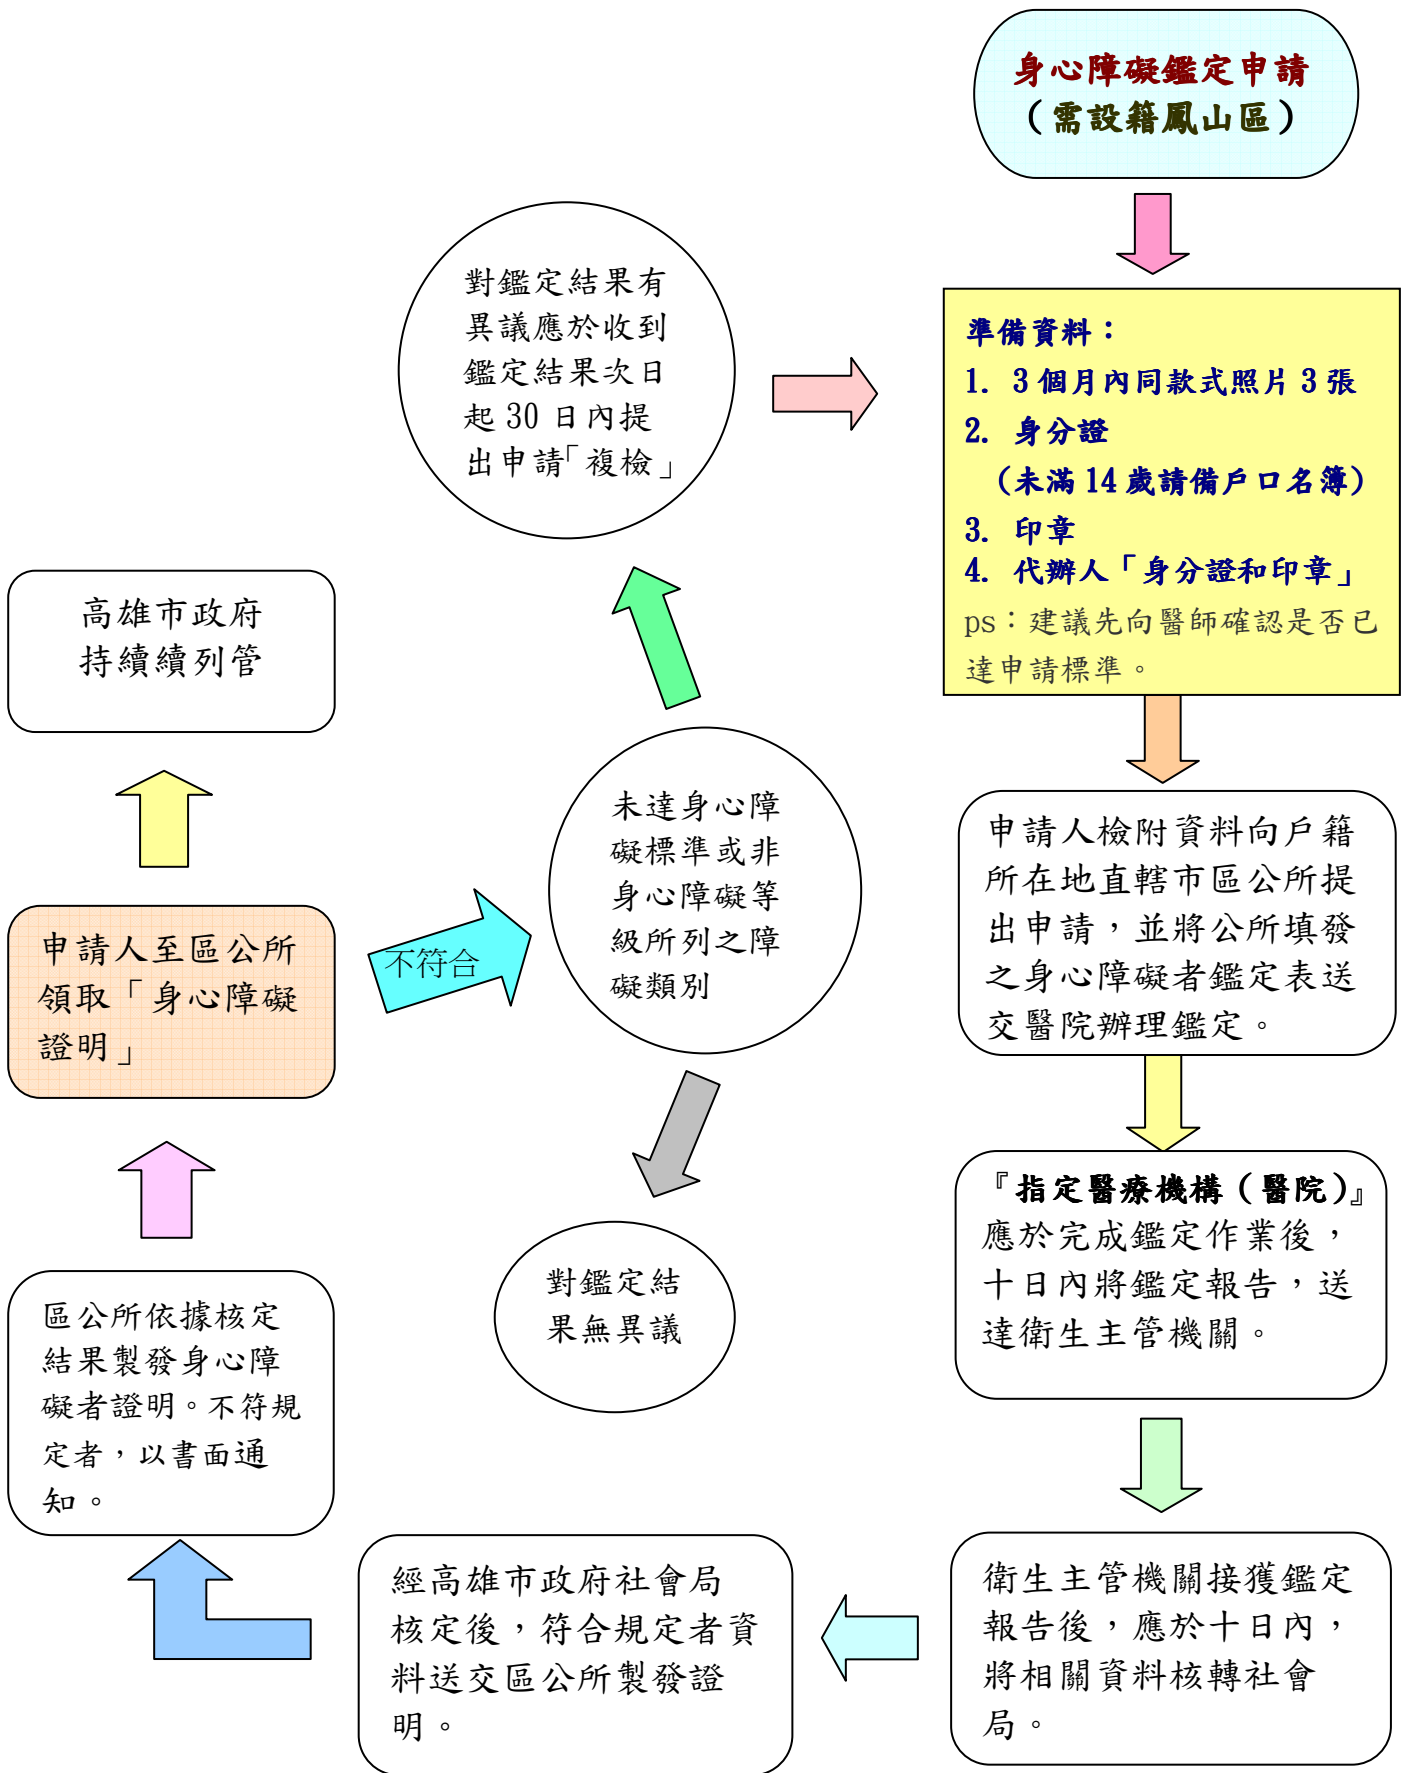 身心障礙鑑定申請
（需設籍鳳山區）
準備資料：
1. 3 個月內同款式照片 3 張
2. 身分證
（未滿 14 歲請備戶口名簿）
3. 印章
4. 代辦人「身分證和印章」
ps：建議先向醫師確認是否已
達申請標準。
申請人檢附資料向戶籍
所在地直轄市區公所提
出申請，並將公所填發
之身心障礙者鑑定表送
交醫院辦理鑑定。
『指定醫療機構（醫院）』
應於完成鑑定作業後，
十日內將鑑定報告，送
達衛生主管機關。
衛生主管機關接獲鑑定
報告後，應於十日內，
將相關資料核轉社會
局。
經高雄市政府社會局
核定後，符合規定者資
料送交區公所製發證
明。
區公所依據核定
結果製發身心障
礙者證明。不符規
定者，以書面通
知。
申請人至區公所
領取「身心障礙
證明」
高雄市政府
持續續列管
不符合
未達身心障
礙標準或非
身心障礙等
級所列之障
礙類別
對鑑定結果有
異議應於收到
鑑定結果次日
起 30 日內提
出申請「複檢」
對鑑定結
果無異議